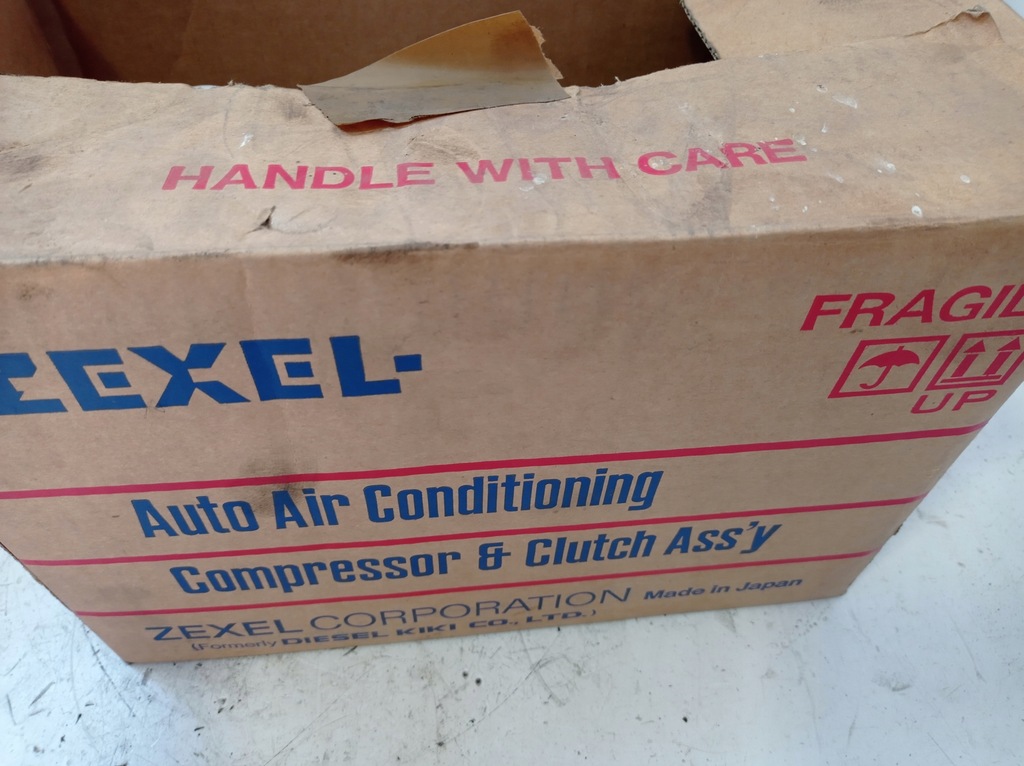 HANDLE WITH CARE
FRAGIL
ZEXEL
UP
Auto Air Conditioning
Compressor & Clutch Ass'y
ZEXEL CORPORATION Made in Japan
(Formerly DIESEL KIKI CO., LTD.)